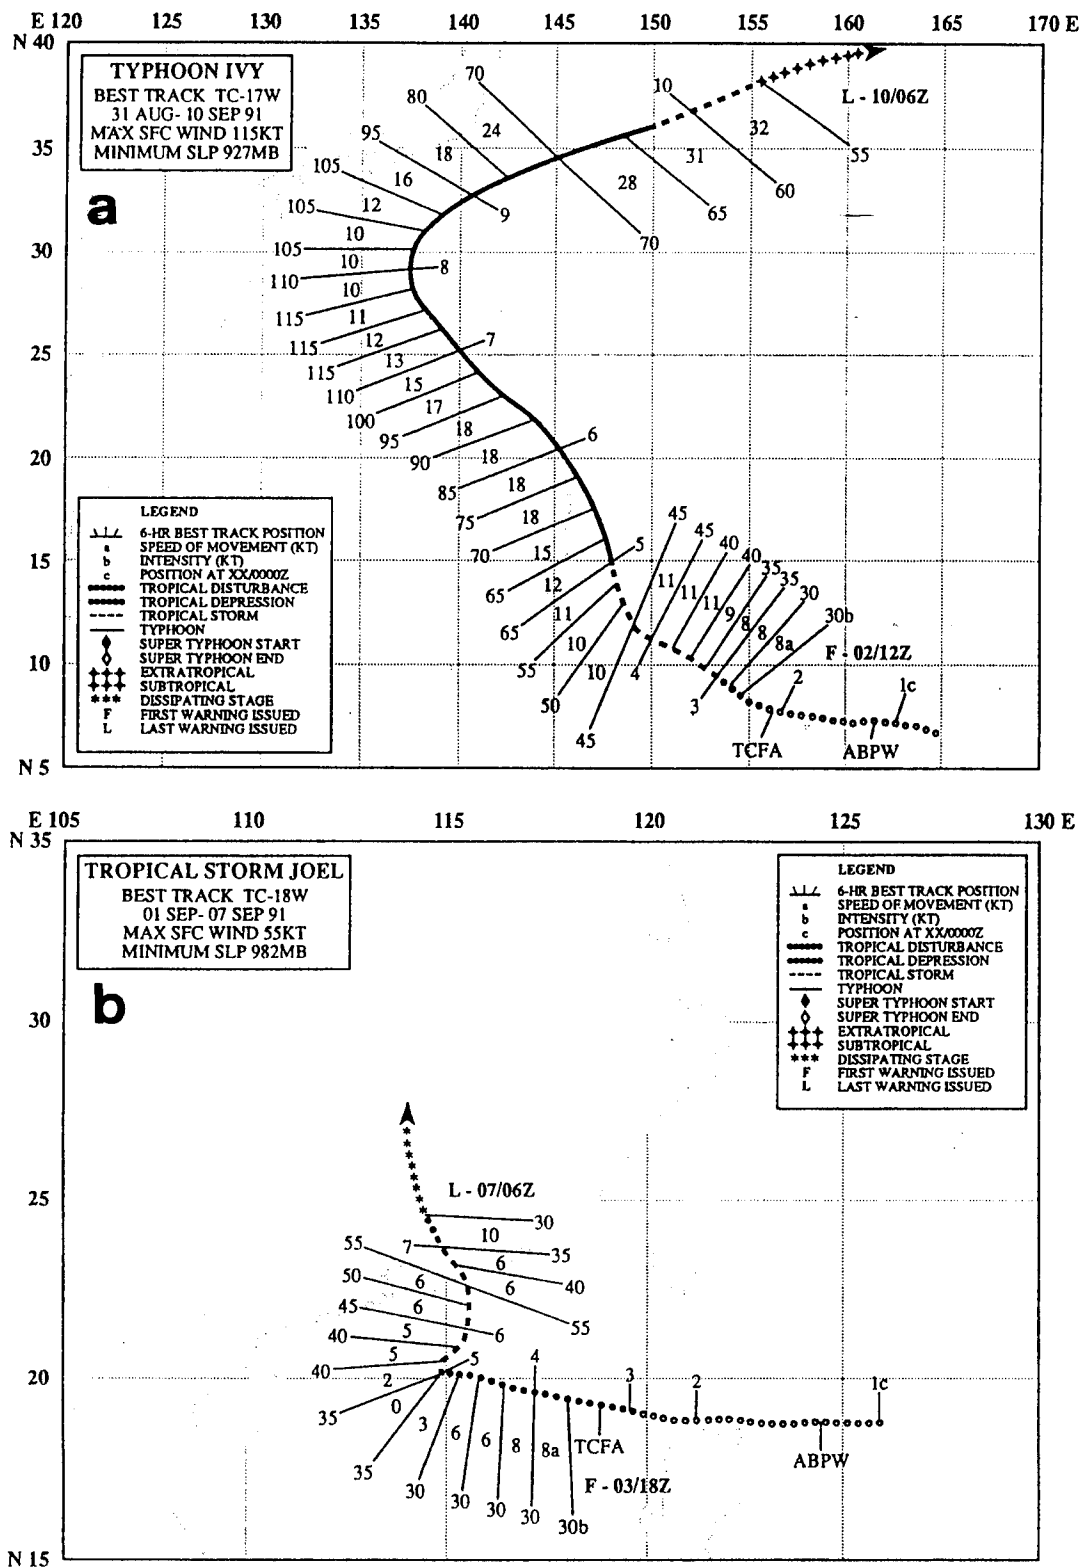 E 120 125 130 135 140 145 150 155 160 165 170 E
N 40
35
30
25
20
15
10
N 5
TYPHOON IVY
BEST TRACK TC-17W
31 AUG- 10 SEP 91
MAX SFC WIND 115KT
MINIMUM SLP 927MB
a
L - 10/06Z
70
10
80
24
32
95
18
31
55
105
16
28
60
12
9
65
105
10
70
105
10
8
110
10
115
11
7
115
12
115
13
110
15
100
17
6
95
18
90
18
85
18
75
18
70
15
5
45
45
40
40
35
35
30
30b
65
12
11
11
11
9
8
8
8a
65
11
55
10
10
4
3
50
45
F - 02/12Z
2
1c
TCFA
ABPW
LEGEND
6-HR BEST TRACK POSITION
a SPEED OF MOVEMENT (KT)
b INTENSITY (KT)
c POSITION AT XX/0000Z
TROPICAL DISTURBANCE
TROPICAL DEPRESSION
TROPICAL STORM
TYPHOON
SUPER TYPHOON START
SUPER TYPHOON END
EXTRATROPICAL
SUBTROPICAL
*** DISSIPATING STAGE
F FIRST WARNING ISSUED
L LAST WARNING ISSUED
E 105 110 115 120 125 130 E
N 35
30
25
20
N 15
TROPICAL STORM JOEL
BEST TRACK TC-18W
01 SEP- 07 SEP 91
MAX SFC WIND 55KT
MINIMUM SLP 982MB
b
LEGEND
6-HR BEST TRACK POSITION
a SPEED OF MOVEMENT (KT)
b INTENSITY (KT)
c POSITION AT XX/0000Z
TROPICAL DISTURBANCE
TROPICAL DEPRESSION
TROPICAL STORM
TYPHOON
SUPER TYPHOON START
SUPER TYPHOON END
EXTRATROPICAL
SUBTROPICAL
*** DISSIPATING STAGE
F FIRST WARNING ISSUED
L LAST WARNING ISSUED
L - 07/06Z
30
10
55
7
35
6
50
6
6
40
45
6
55
40
5
6
40
5
5
4
3
2
1c
2
35
0
3
6
6
8
8a
TCFA
ABPW
35
30
30
30
30
30b
F - 03/18Z